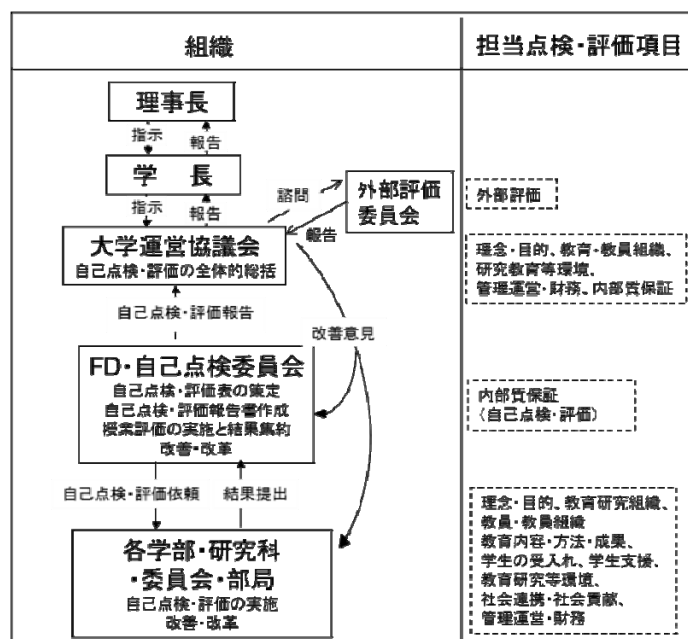 組織
担当点検・評価項目
理事長
指示
報告
学 長
指示
報告
諮問
外部評価
委員会
外部評価
報告
大学運営協議会
自己点検・評価の全体的総括
理念・目的、教育・教員組織、
研究教育等環境、
管理運営・財務、内部質保証
自己点検・評価報告
改善意見
FD・自己点検委員会
自己点検・評価表の策定
自己点検・評価報告書作成
授業評価の実施と結果集約
改善・改革
内部質保証
(自己点検・評価)
自己点検・評価依頼
結果提出
各学部・研究科
・委員会・部局
自己点検・評価の実施
改善・改革
理念・目的、教育研究組織、
教員・教員組織
教育内容・方法・成果、
学生の受入れ、学生支援、
教育研究等環境、
社会連携・社会貢献、
管理運営・財務